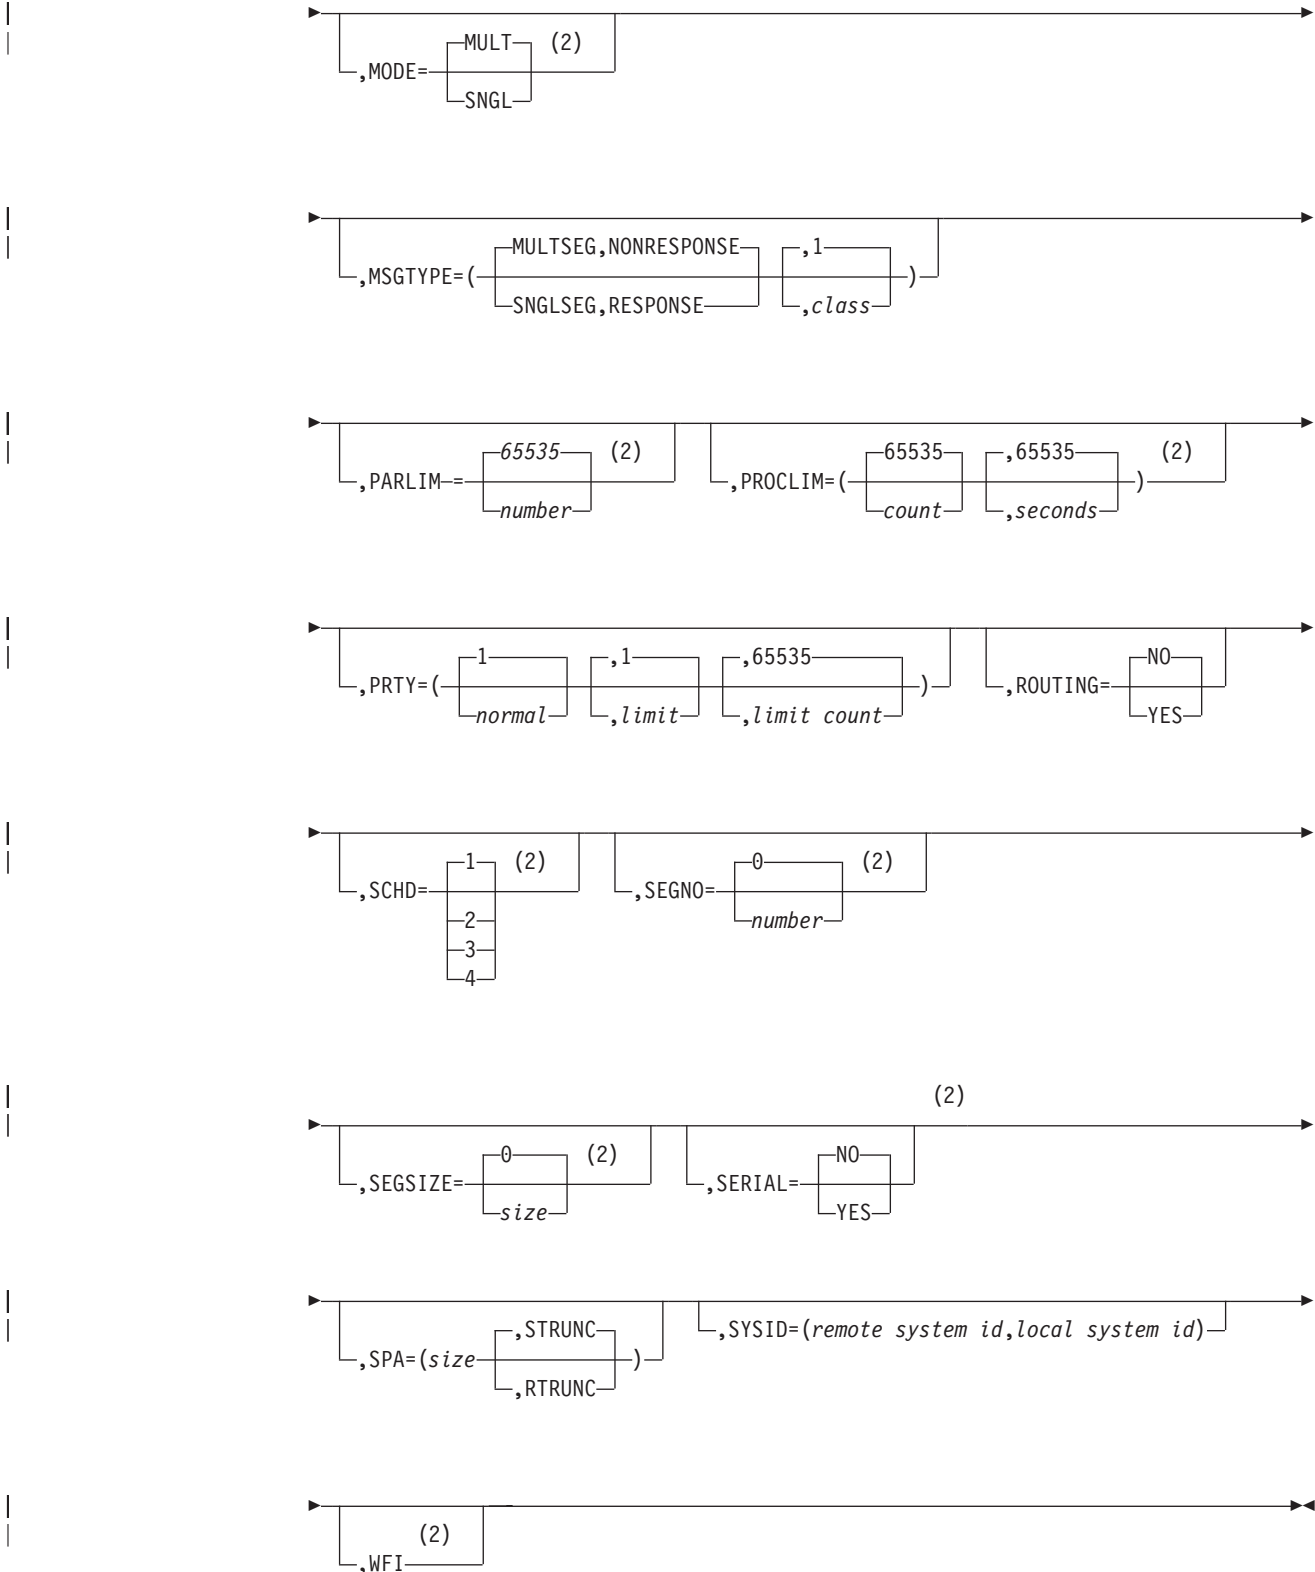 MULT (2)
,MODE=
SNGL
MULTSEG,NONRESPONSE ,1
,MSGTYPE=( )
SNGLSEG,RESPONSE ,class
65535 (2) 65535 ,65535 (2)
,PARLIM = ,PROCLIM=( )
number count ,seconds
1 ,1 ,65535 NO
,PRTY=( ) ,ROUTING=
normal ,limit ,limit count YES
1 (2) 0 (2)
,SCHD= ,SEGNO=
2 number
3
4
(2)
0 (2) NO
,SEGSIZE= ,SERIAL=
size YES
,STRUNC ,SYSID=(remote system id,local system id)
,SPA=(size )
,RTRUNC
(2)
,WFI